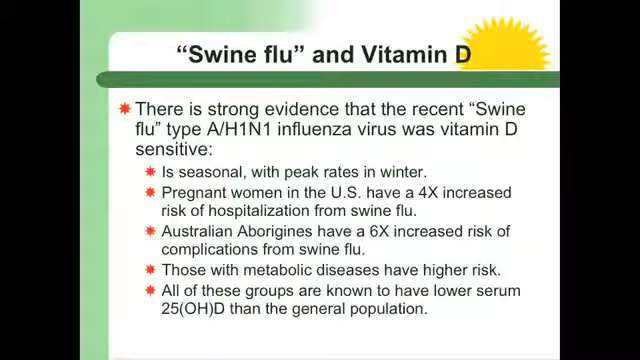 “Swine flu” and Vitamin D
There is strong evidence that the recent “Swine
flu” type A/H1N1 influenza virus was vitamin D
sensitive:
Is seasonal, with peak rates in winter.
Pregnant women in the U.S. have a 4X increased
risk of hospitalization from swine flu.
Australian Aborigines have a 6X increased risk of
complications from swine flu.
Those with metabolic diseases have higher risk.
All of these groups are known to have lower serum
25(OH)D than the general population.